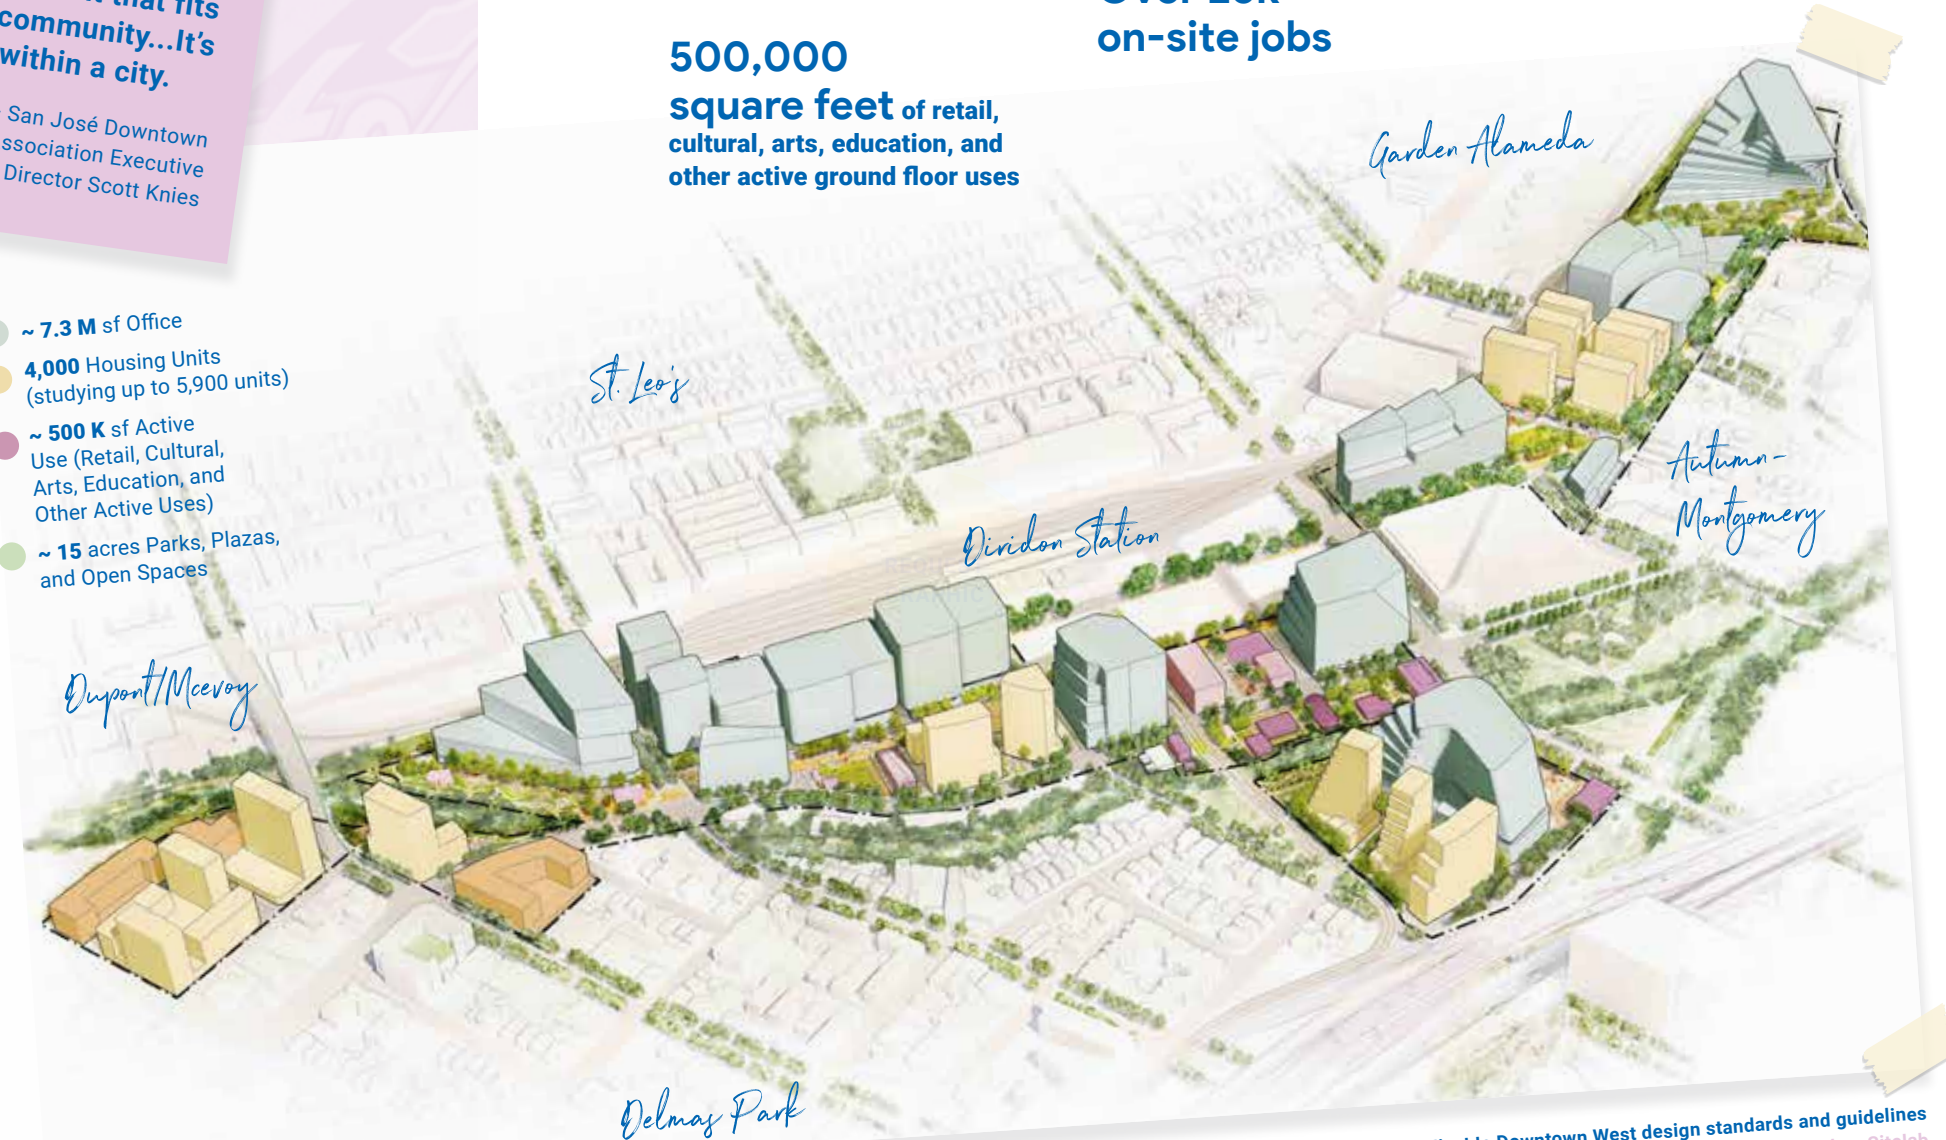 that fits
community...It's
within a city.
San José Downtown
Association Executive
Director Scott Knies
500,000
square feet of retail,
cultural, arts, education, and
other active ground floor uses
on-site jobs
~ 7.3 M sf Office
4,000 Housing Units
(studying up to 5,900 units)
~ 500 K sf Active
Use (Retail, Cultural,
Arts, Education, and
Other Active Uses)
~ 15 acres Parks, Plazas,
and Open Spaces
Garden Alameda
St. Leo's
Diridon Station
Autumn-
Montgomery
Dupont/Mcevoy
Delmas Park
Downtown West design standards and guidelines
Sitelab